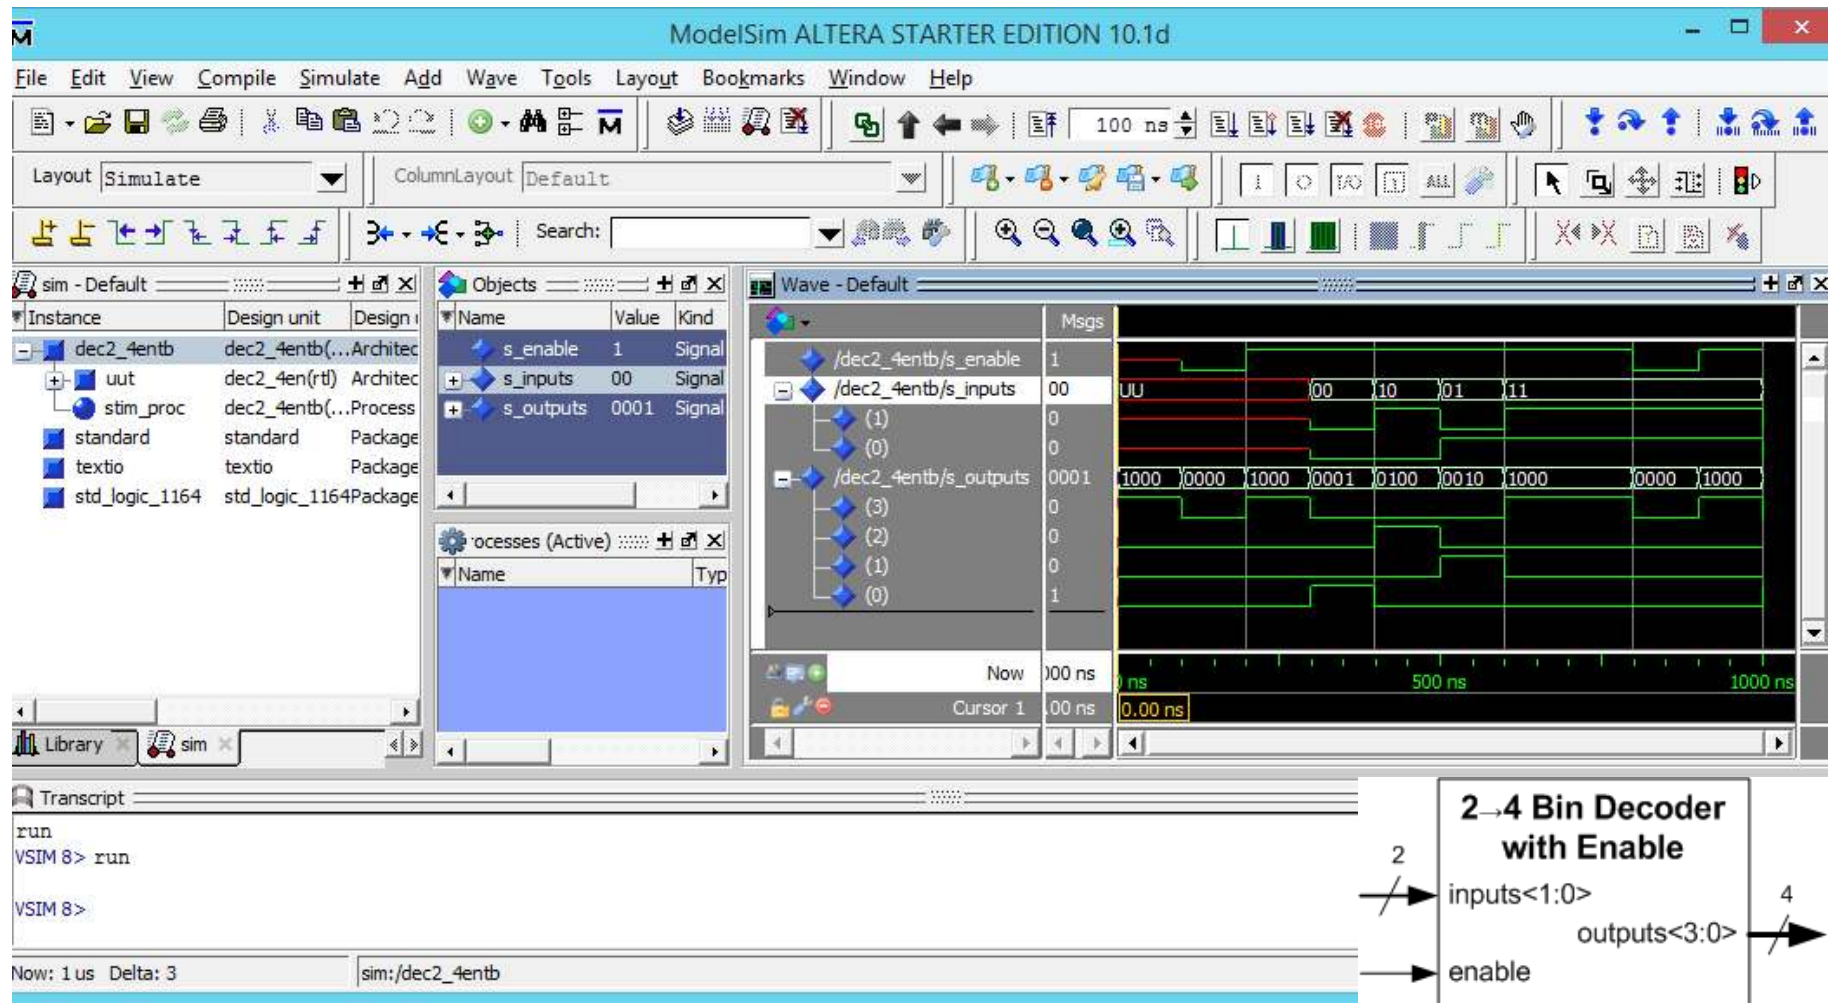 ModelSim ALTERA STARTER EDITION 10.1d
File Edit View Compile Simulate Add Wave Tools Layout Bookmarks Window Help
100 ns
Layout Simulate
ColumnLayout Default
ALL
Search:
sim - Default
Instance Design unit Design
dec2_4entb dec2_4entb(... Architec
uut dec2_4en(rtl) Architec
stim_proc dec2_4entb(... Process
standard standard Package
textio textio Package
std_logic_1164 std_logic_1164 Package
Library sim
Objects
Name Value Kind
s_enable 1 Signal
s_inputs 00 Signal
s_outputs 0001 Signal
ocesses (Active)
Name Typ
Wave - Default
Msgs
/dec2_4entb/s_enable 1
/dec2_4entb/s_inputs 00 UU 00 10 01 11
(1) 0
(0) 0
/dec2_4entb/s_outputs 0001 1000 0000 1000 0001 0100 0010 1000 0000 1000
(3) 0
(2) 0
(1) 0
(0) 1
Now 000 ns ns 500 ns 1000 ns
Cursor 1 .00 ns 0.00 ns
Transcript
run
VSIM 8> run
VSIM 8>
Now: 1 us Delta: 3 sim:/dec2_4entb
2→4 Bin Decoder
with Enable
2
inputs<1:0>
4
outputs<3:0>
enable